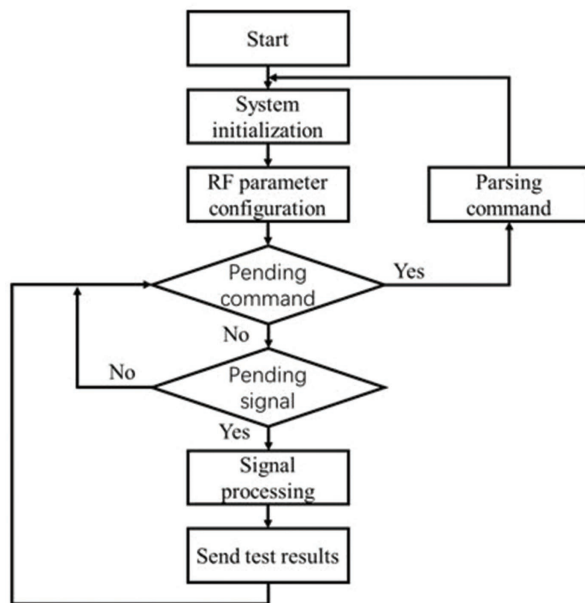 Start
System
initialization
RF parameter
configuration
Parsing
command
Pending
command
Yes
No
Pending
signal
No
Yes
Signal
processing
Send test results